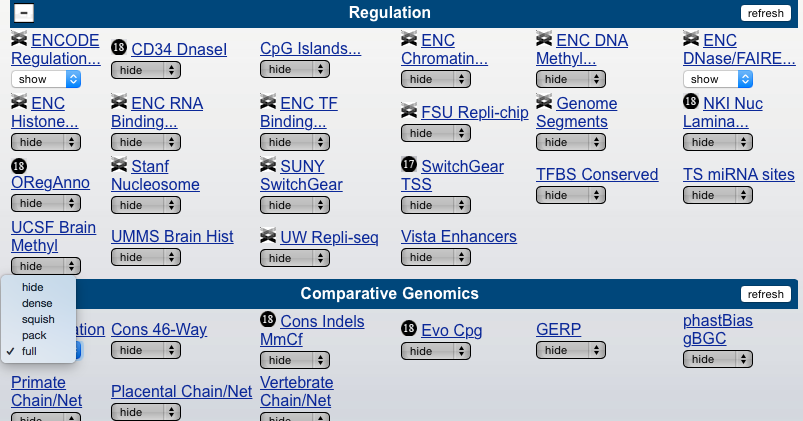 −
Regulation
refresh
ENCODE
Regulation...
show
18 CD34 DnaseI
hide
CpG Islands...
hide
ENC
Chromatin...
hide
ENC DNA
Methyl...
hide
ENC
DNase/FAIRE...
show
ENC
Histone...
hide
ENC RNA
Binding...
hide
ENC TF
Binding...
hide
FSU Repli-chip
hide
Genome
Segments
hide
18 NKI Nuc
Lamina...
hide
18
ORegAnno
hide
Stanf
Nucleosome
hide
SUNY
SwitchGear
hide
17 SwitchGear
TSS
hide
TFBS Conserved
hide
TS miRNA sites
hide
UCSF Brain
Methyl
hide
UMMS Brain Hist
hide
UW Repli-seq
hide
Vista Enhancers
hide
hide
dense
squish
pack
✓ full
Comparative Genomics
refresh
ation
Cons 46-Way
hide
18 Cons Indels
MmCf
hide
18 Evo Cpg
hide
GERP
hide
phastBias
gBGC
hide
Primate
Chain/Net
hide
Placental Chain/Net
hide
Vertebrate
Chain/Net
hide